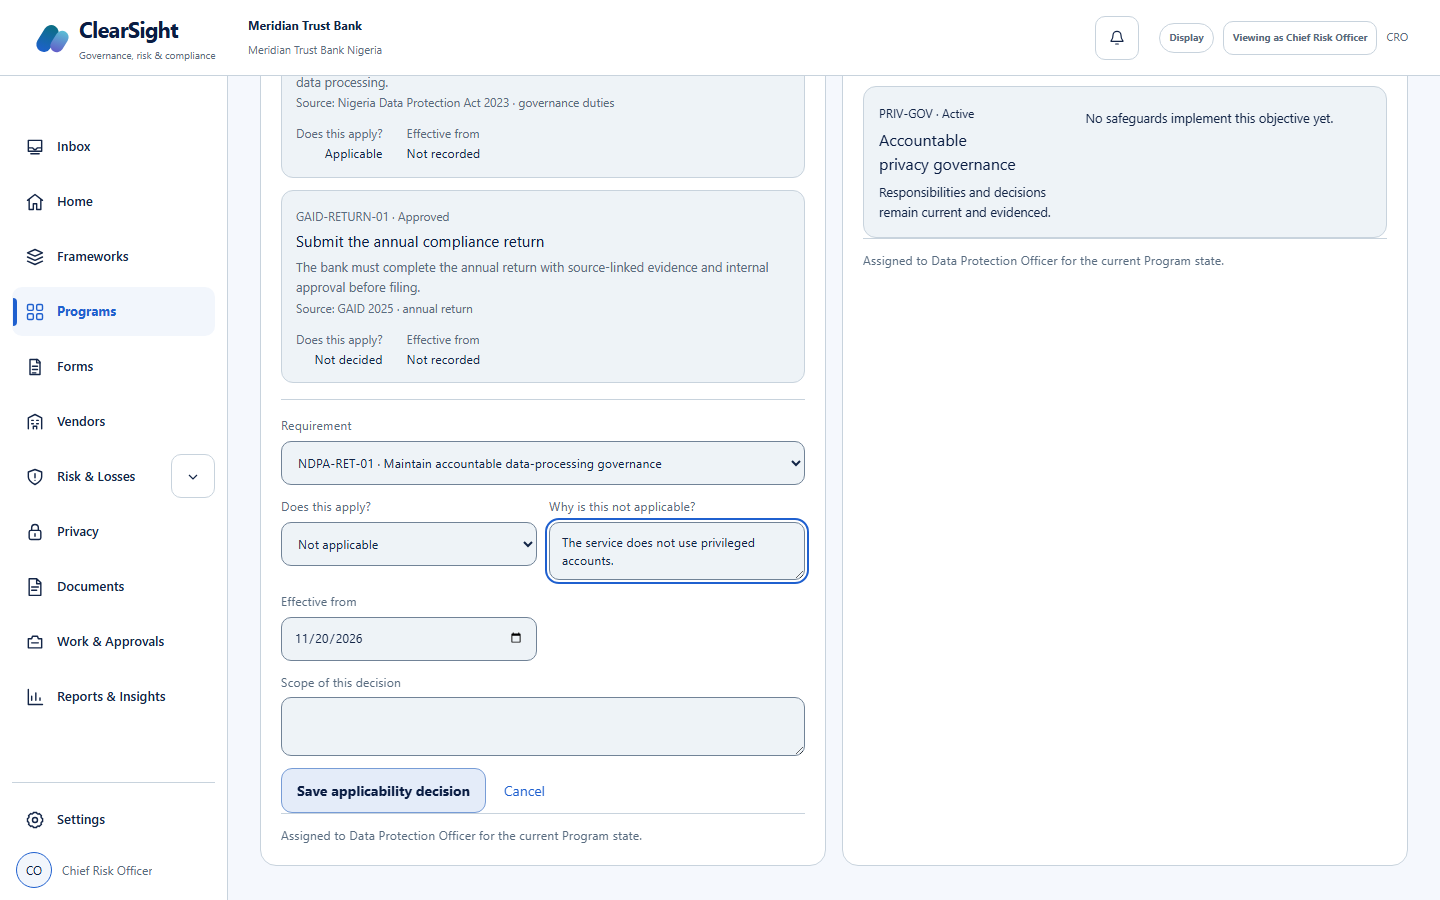 ClearSight
Governance, risk & compliance
Meridian Trust Bank
Meridian Trust Bank Nigeria
Display
Viewing as Chief Risk Officer
CRO
Inbox
Home
Frameworks
Programs
Forms
Vendors
Risk & Losses
Privacy
Documents
Work & Approvals
Reports & Insights
Settings
CO
Chief Risk Officer
data processing.
Source: Nigeria Data Protection Act 2023 · governance duties
Does this apply?
Effective from
Applicable
Not recorded
GAID-RETURN-01 · Approved
Submit the annual compliance return
The bank must complete the annual return with source-linked evidence and internal
approval before filing.
Source: GAID 2025 · annual return
Does this apply?
Effective from
Not decided
Not recorded
Requirement
NDPA-RET-01 · Maintain accountable data-processing governance
Does this apply?
Why is this not applicable?
Not applicable
The service does not use privileged
accounts.
Effective from
11/20/2026
Scope of this decision
Save applicability decision
Cancel
Assigned to Data Protection Officer for the current Program state.
PRIV-GOV · Active
Accountable
privacy governance
Responsibilities and decisions
remain current and evidenced.
No safeguards implement this objective yet.
Assigned to Data Protection Officer for the current Program state.